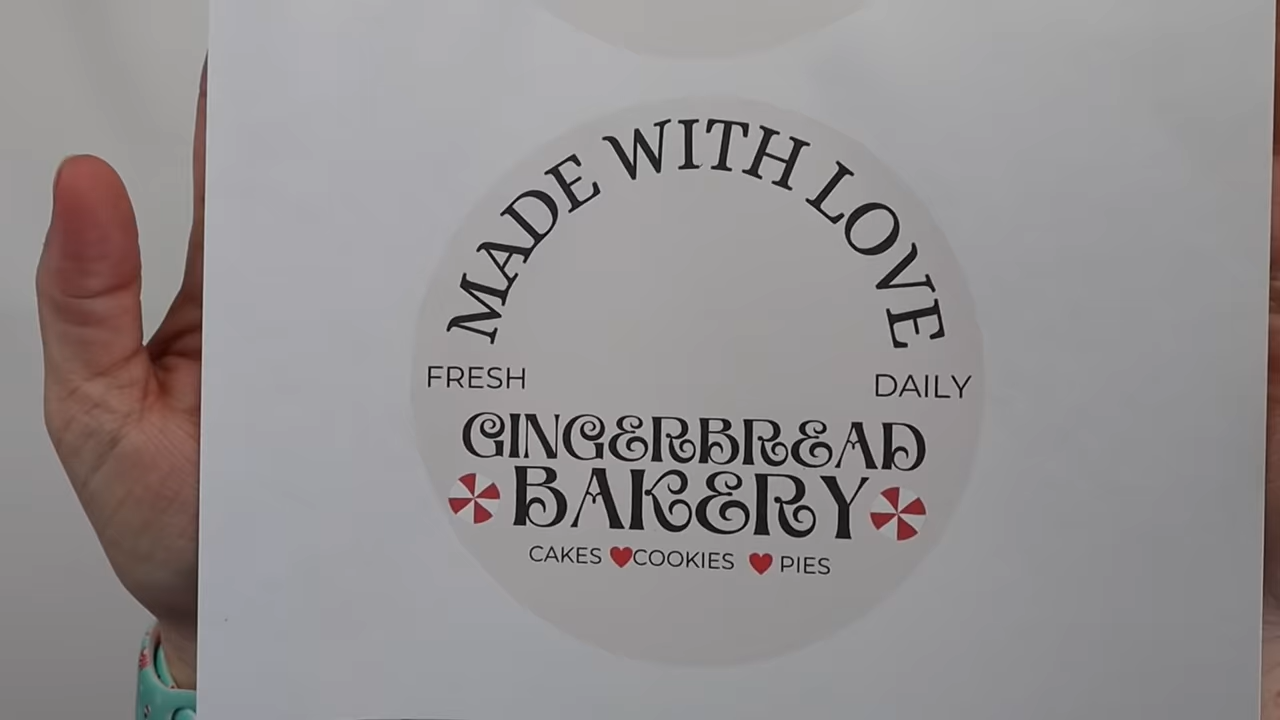 MADE WITH LOVE
FRESH DAILY
GINGERBREAD
BAKERY
CAKES ❤COOKIES ❤ PIES